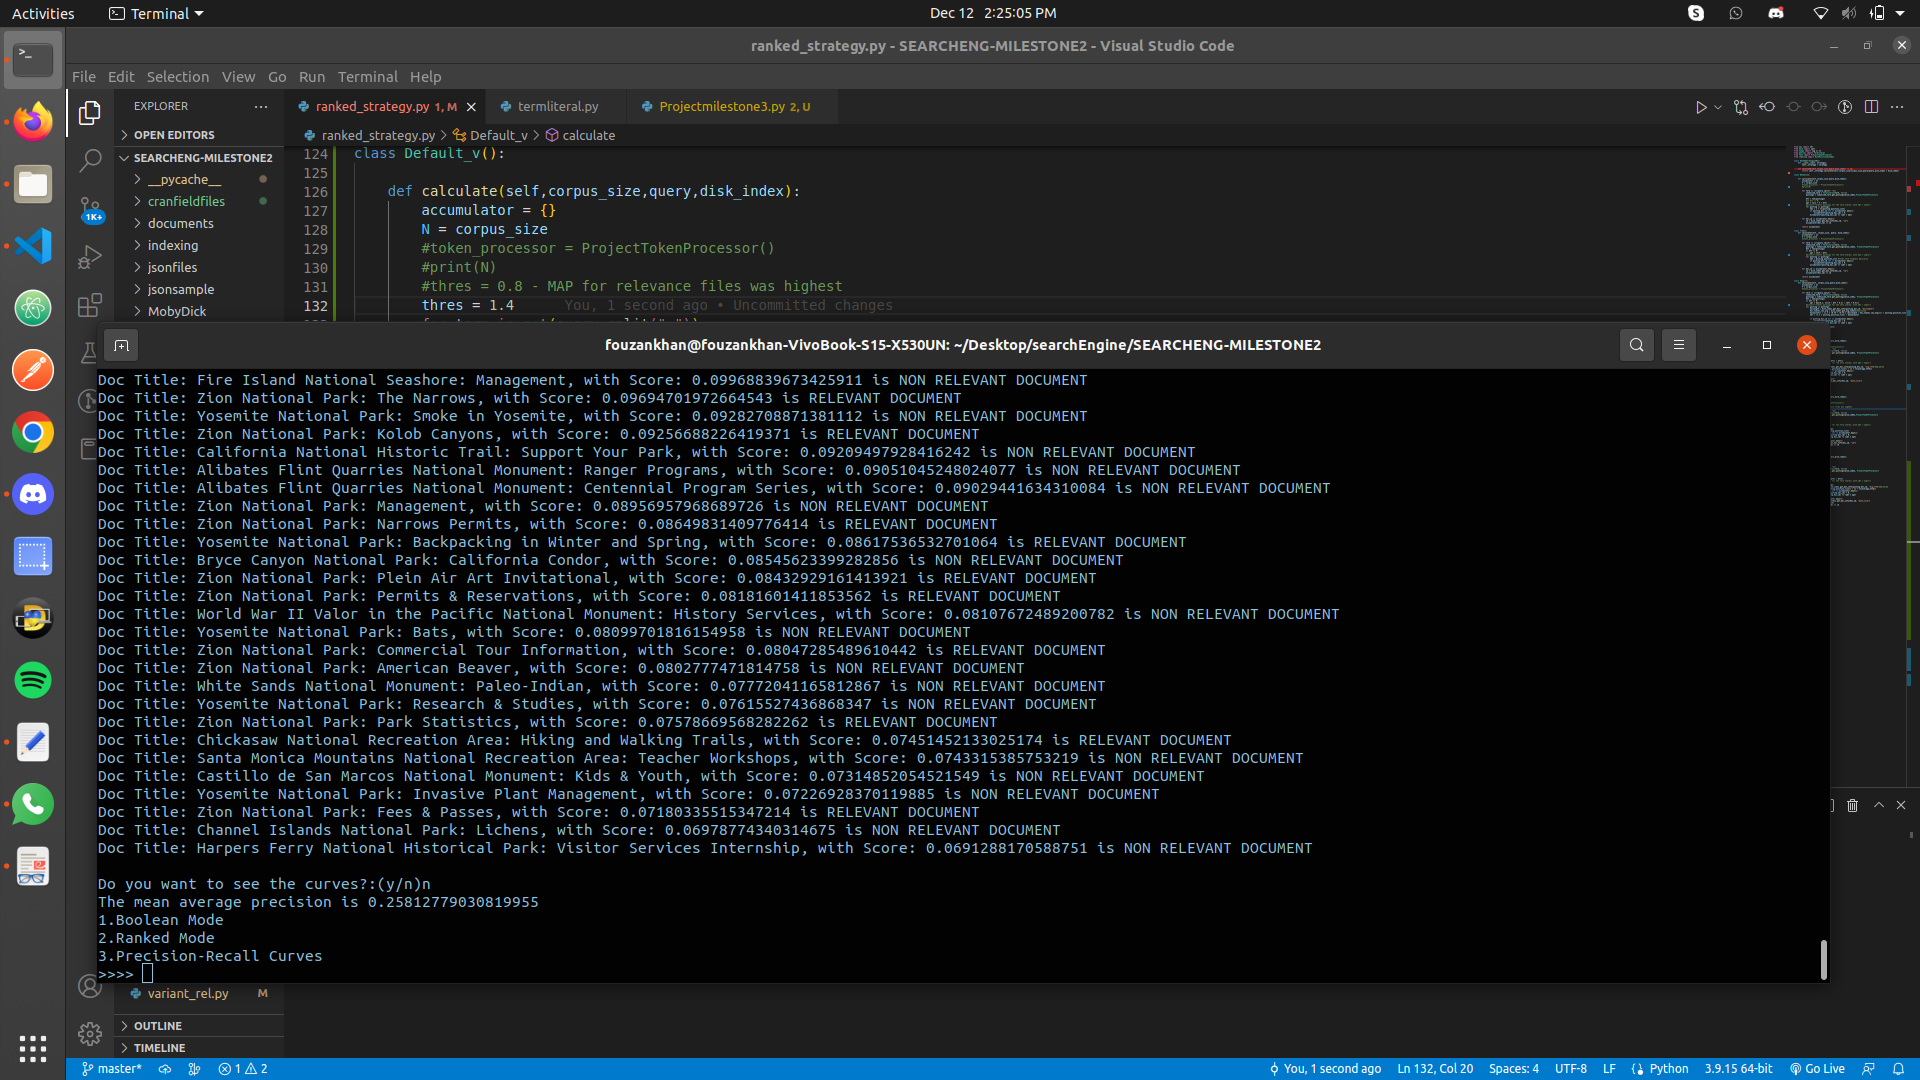 Activities
Terminal
Dec 12 2:25:05 PM
ranked_strategy.py - SEARCHENG-MILESTONE2 - Visual Studio Code
File Edit Selection View Go Run Terminal Help
EXPLORER
ranked_strategy.py 1, M
termliteral.py
Projectmilestone3.py 2, U
OPEN EDITORS
ranked_strategy.py > Default_v > calculate
SEARCHENG-MILESTONE2
__pycache__
cranfieldfiles
documents
indexing
jsonfiles
jsonsample
MobyDick
1K+
124 class Default_v():
125
126 def calculate(self,corpus_size,query,disk_index):
127 accumulator = {}
128 N = corpus_size
129 #token_processor = ProjectTokenProcessor()
130 #print(N)
131 #thres = 0.8 - MAP for relevance files was highest
132 thres = 1.4 You, 1 second ago • Uncommitted changes
fouzankhan@fouzankhan-VivoBook-S15-X530UN: ~/Desktop/searchEngine/SEARCHENG-MILESTONE2
Doc Title: Fire Island National Seashore: Management, with Score: 0.09968839673425911 is NON RELEVANT DOCUMENT
Doc Title: Zion National Park: The Narrows, with Score: 0.09694701972664543 is RELEVANT DOCUMENT
Doc Title: Yosemite National Park: Smoke in Yosemite, with Score: 0.09282708871381112 is NON RELEVANT DOCUMENT
Doc Title: Zion National Park: Kolob Canyons, with Score: 0.09256688226419371 is RELEVANT DOCUMENT
Doc Title: California National Historic Trail: Support Your Park, with Score: 0.09209497928416242 is NON RELEVANT DOCUMENT
Doc Title: Alibates Flint Quarries National Monument: Ranger Programs, with Score: 0.09051045248024077 is NON RELEVANT DOCUMENT
Doc Title: Alibates Flint Quarries National Monument: Centennial Program Series, with Score: 0.09029441634310084 is NON RELEVANT DOCUMENT
Doc Title: Zion National Park: Management, with Score: 0.08956957968689726 is NON RELEVANT DOCUMENT
Doc Title: Zion National Park: Narrows Permits, with Score: 0.08649831409776414 is RELEVANT DOCUMENT
Doc Title: Yosemite National Park: Backpacking in Winter and Spring, with Score: 0.08617536532701064 is RELEVANT DOCUMENT
Doc Title: Bryce Canyon National Park: California Condor, with Score: 0.08545623399282856 is NON RELEVANT DOCUMENT
Doc Title: Zion National Park: Plein Air Art Invitational, with Score: 0.08432929161413921 is RELEVANT DOCUMENT
Doc Title: Zion National Park: Permits & Reservations, with Score: 0.08181601411853562 is RELEVANT DOCUMENT
Doc Title: World War II Valor in the Pacific National Monument: History Services, with Score: 0.08107672489200782 is NON RELEVANT DOCUMENT
Doc Title: Yosemite National Park: Bats, with Score: 0.08099701816154958 is NON RELEVANT DOCUMENT
Doc Title: Zion National Park: Commercial Tour Information, with Score: 0.08047285489610442 is RELEVANT DOCUMENT
Doc Title: Zion National Park: American Beaver, with Score: 0.0802777471814758 is NON RELEVANT DOCUMENT
Doc Title: White Sands National Monument: Paleo-Indian, with Score: 0.07772041165812867 is NON RELEVANT DOCUMENT
Doc Title: Yosemite National Park: Research & Studies, with Score: 0.07615527436868347 is NON RELEVANT DOCUMENT
Doc Title: Zion National Park: Park Statistics, with Score: 0.07578669568282262 is RELEVANT DOCUMENT
Doc Title: Chickasaw National Recreation Area: Hiking and Walking Trails, with Score: 0.07451452133025174 is RELEVANT DOCUMENT
Doc Title: Santa Monica Mountains National Recreation Area: Teacher Workshops, with Score: 0.0743315385753219 is NON RELEVANT DOCUMENT
Doc Title: Castillo de San Marcos National Monument: Kids & Youth, with Score: 0.07314852054521549 is NON RELEVANT DOCUMENT
Doc Title: Yosemite National Park: Invasive Plant Management, with Score: 0.07226928370119885 is NON RELEVANT DOCUMENT
Doc Title: Zion National Park: Fees & Passes, with Score: 0.07180335515347214 is RELEVANT DOCUMENT
Doc Title: Channel Islands National Park: Lichens, with Score: 0.06978774340314675 is NON RELEVANT DOCUMENT
Doc Title: Harpers Ferry National Historical Park: Visitor Services Internship, with Score: 0.0691288170588751 is NON RELEVANT DOCUMENT
Do you want to see the curves?:(y/n)n
The mean average precision is 0.25812779030819955
1.Boolean Mode
2.Ranked Mode
3.Precision-Recall Curves
>>>>
variant_rel.py M
OUTLINE
TIMELINE
master* 1 2 You, 1 second ago Ln 132, Col 20 Spaces: 4 UTF-8 LF Python 3.9.15 64-bit Go Live